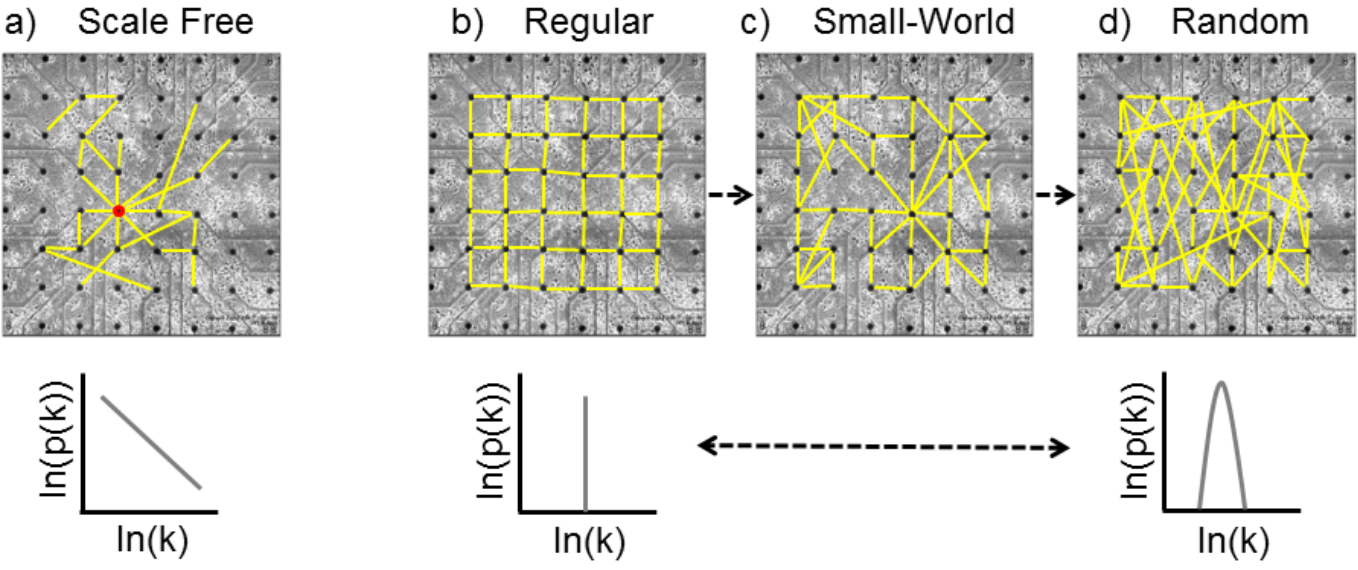 a) Scale Free
b) Regular
c) Small-World
d) Random
ln(p(k))
ln(k)
ln(p(k))
ln(k)
ln(p(k))
ln(k)